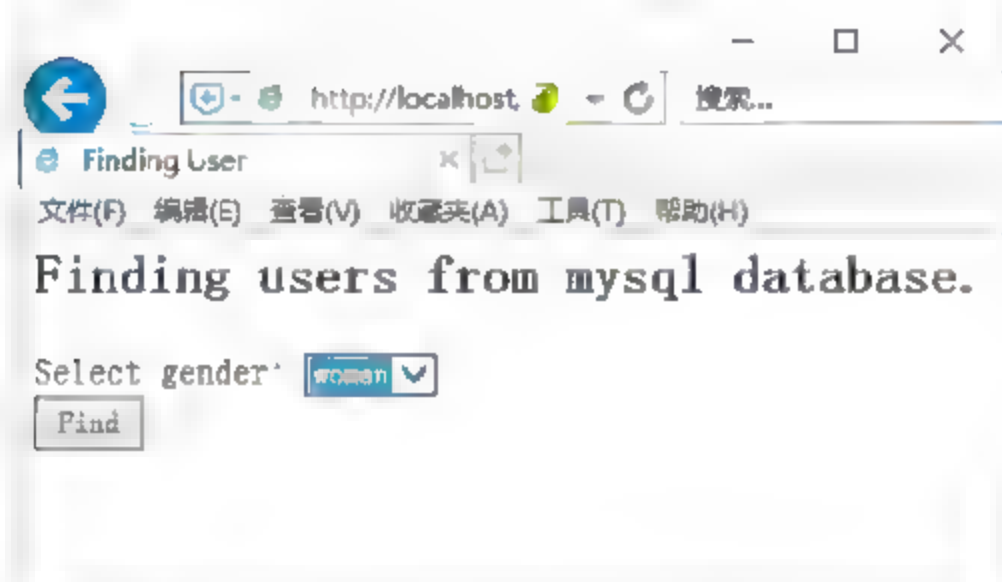 http://localhost 搜索...
Finding User
文件(F) 编辑(E) 查看(V) 收藏夹(A) 工具(T) 帮助(H)
Finding users from mysql database.
Select gender: woman
Find